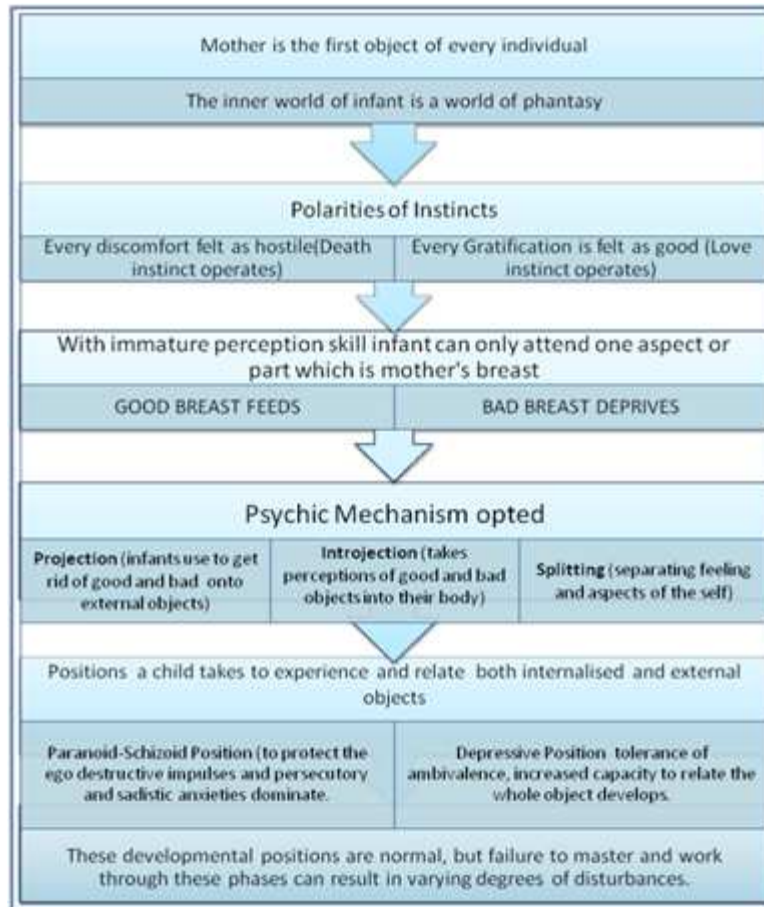 Mother is the first object of every individual
The inner world of infant is a world of phantasy
Polarities of Instincts
Every discomfort felt as hostile(Death
instinct operates)
Every Gratification is felt as good (Love
instinct operates)
With immature perception skill infant can only attend one aspect or
part which is mother's breast
GOOD BREAST FEEDS
BAD BREAST DEPRIVES
Psychic Mechanism opted
Projection (infants use to get
rid of good and bad onto
external objects)
Introjection (takes
perceptions of good and bad
objects into their body)
Splitting (separating feeling
and aspects of the self)
Positions a child takes to experience and relate both internalised and external
objects
Paranoid-Schizoid Position (to protect the
ego destructive impulses and persecutory
and sadistic anxieties dominate.
Depressive Position tolerance of
ambivalence, increased capacity to relate the
whole object develops.
These developmental positions are normal, but failure to master and work
through these phases can result in varying degrees of disturbances.